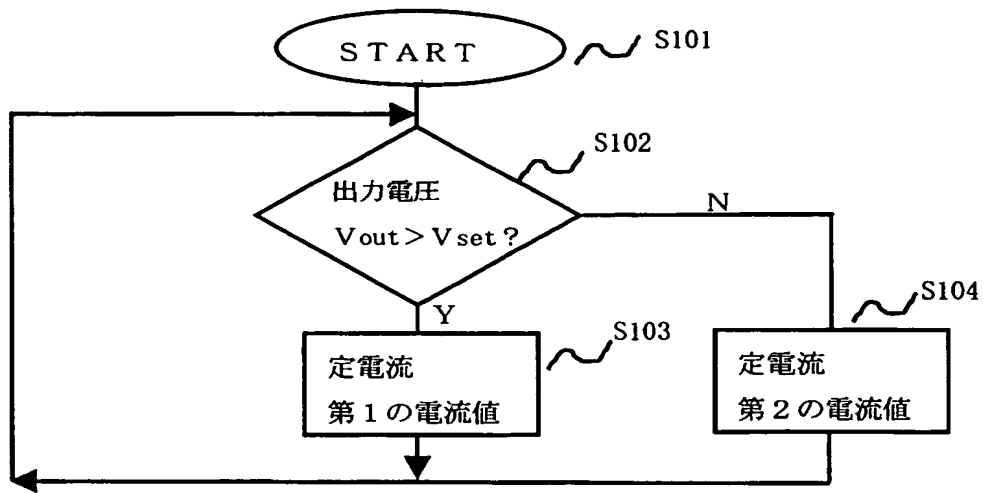 START
S101
S102
出力電圧
Vout＞Vset？
N
Y
S103
定電流
第１の電流値
S104
定電流
第２の電流値